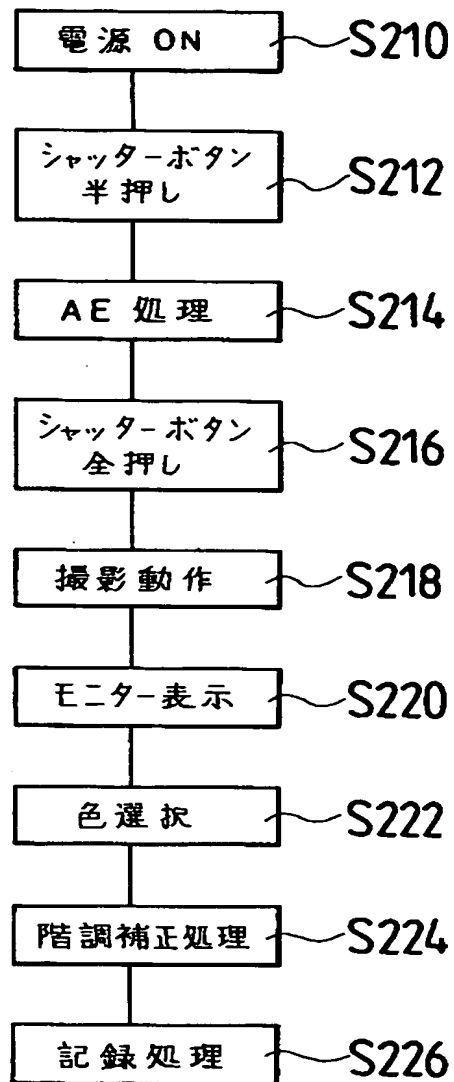 電源 ON S210
シャッターボタン
半押し S212
AE 処理 S214
シャッターボタン
全押し S216
撮影動作 S218
モニター表示 S220
色選択 S222
階調補正処理 S224
記録処理 S226